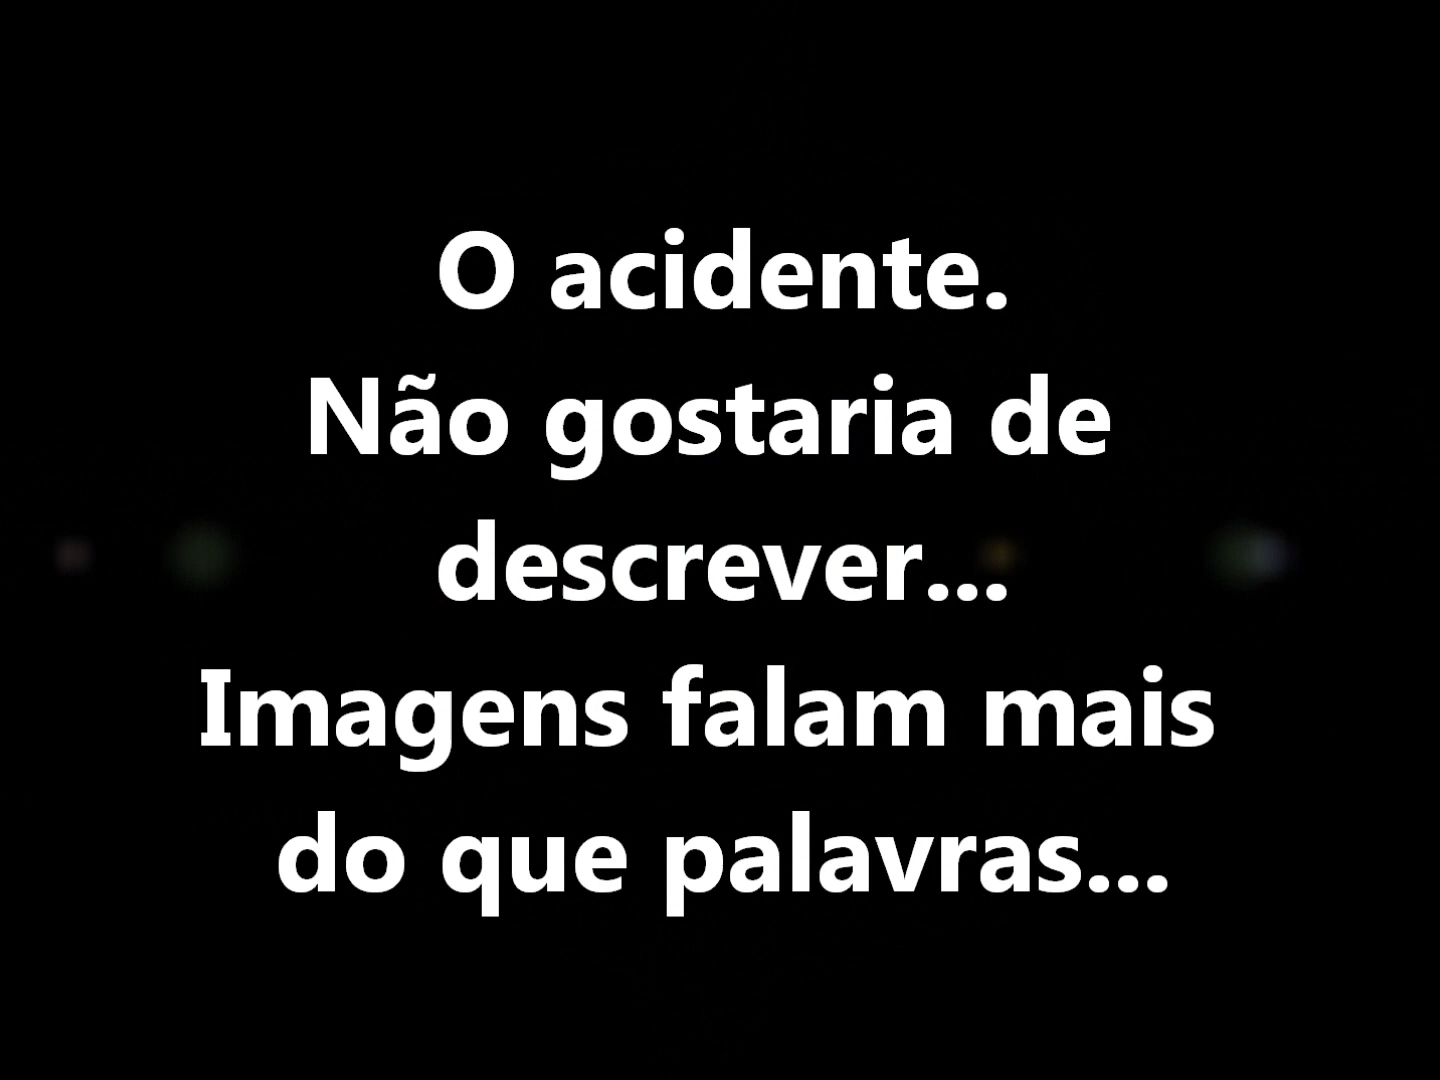 O acidente.
Não gostaria de
descrever...
Imagens falam mais
do que palavras...